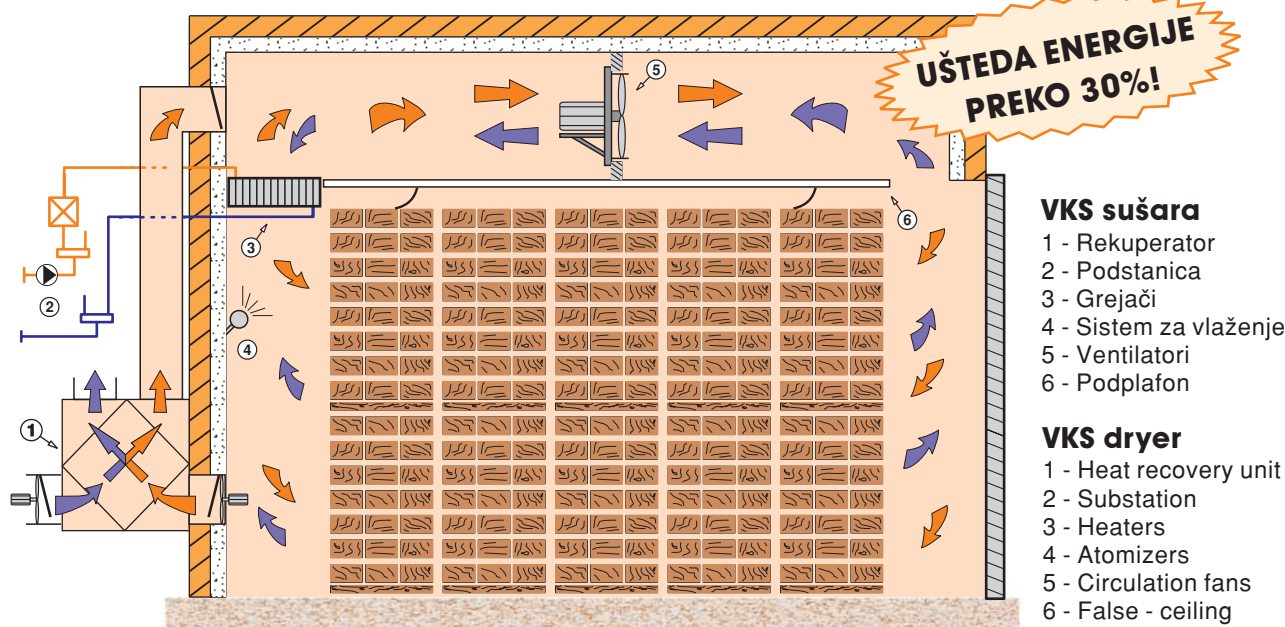 UŠTEDA ENERGIJE
PREKO 30%!
5
6
3
2
4
1
VKS sušara
1 - Rekuperator
2 - Podstanica
3 - Grejači
4 - Sistem za vlaženje
5 - Ventilatori
6 - Podplafon
VKS dryer
1 - Heat recovery unit
2 - Substation
3 - Heaters
4 - Atomizers
5 - Circulation fans
6 - False - ceiling